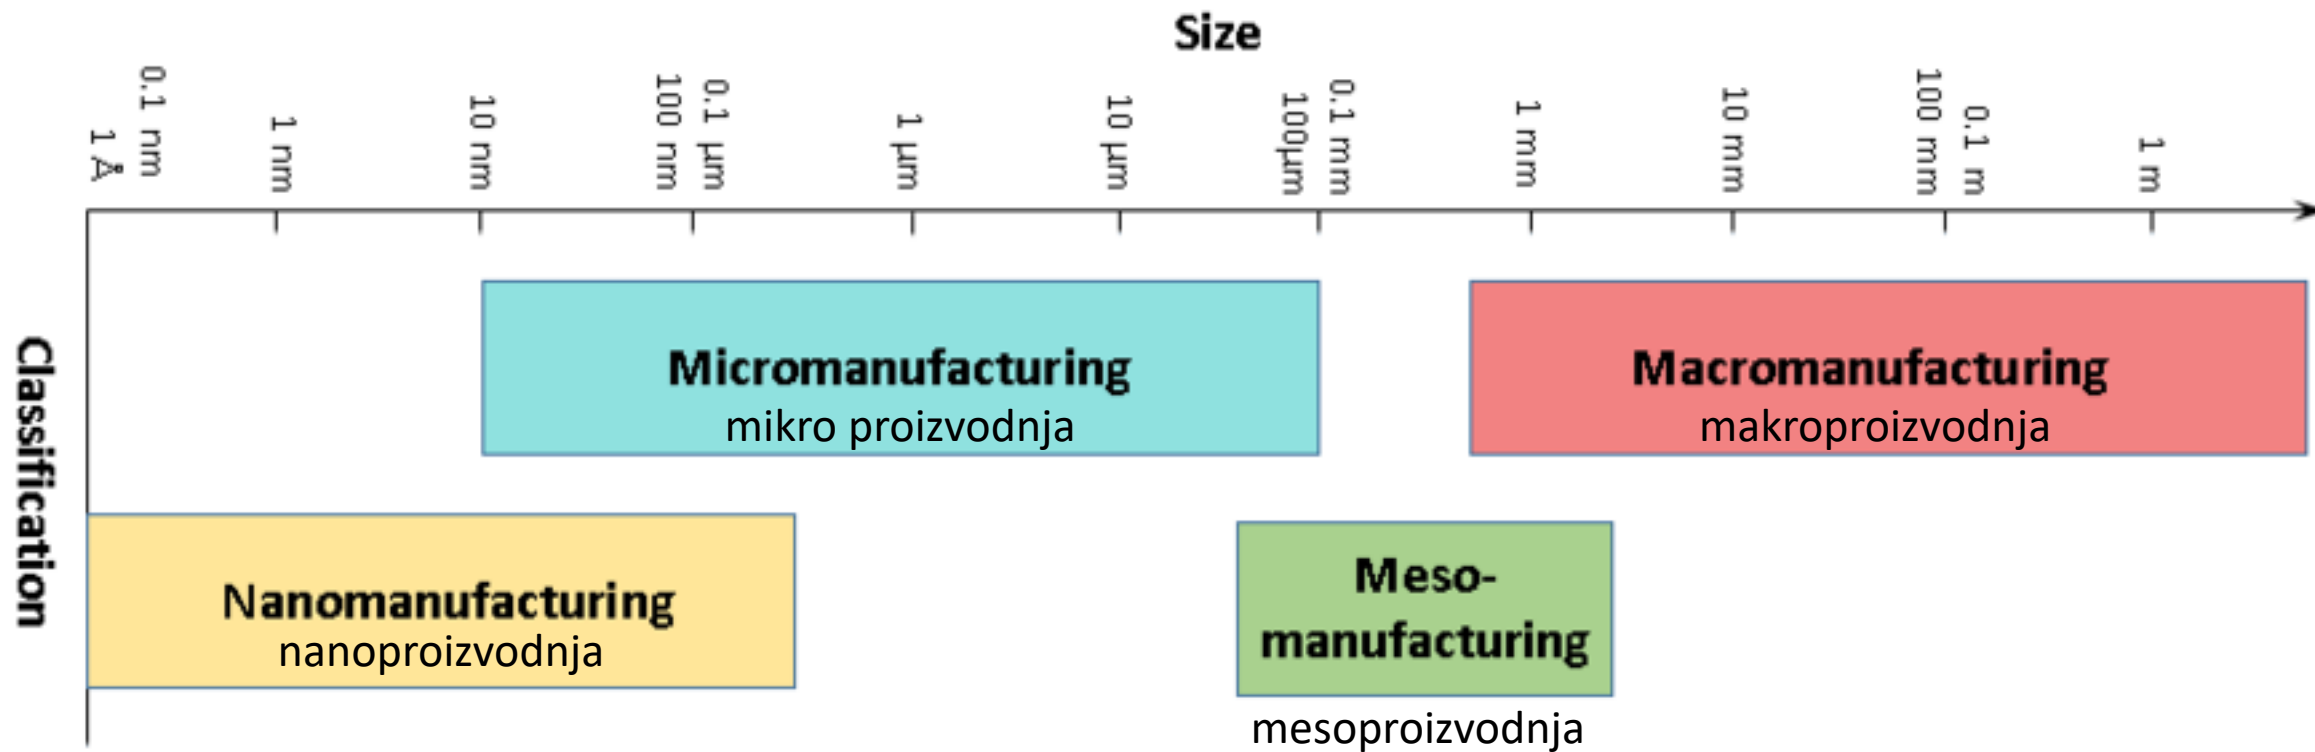 Size
1 Å
0.1 nm
1 nm
10 nm
100 nm
0.1 µm
1 µm
10 µm
100µm
0.1 mm
1 mm
10 mm
100 mm
0.1 m
1 m
Classification
Micromanufacturing
mikro proizvodnja
Macromanufacturing
makroproizvodnja
Nanomanufacturing
nanoproizvodnja
Meso-
manufacturing
mesoproizvodnja